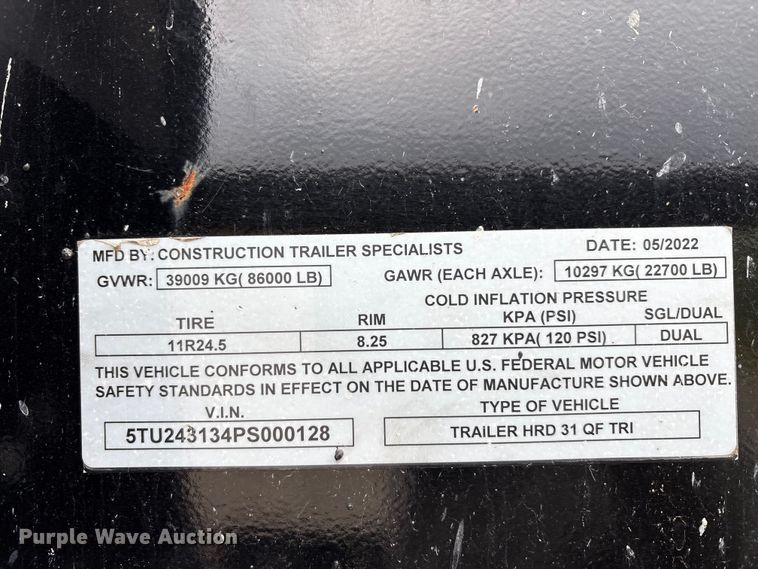 MFD BY: CONSTRUCTION TRAILER SPECIALISTS DATE: 05/2022
GVWR: 39009 KG( 86000 LB) GAWR (EACH AXLE): 10297 KG( 22700 LB)
COLD INFLATION PRESSURE
TIRE RIM KPA (PSI) SGL/DUAL
11R24.5 8.25 827 KPA( 120 PSI) DUAL
THIS VEHICLE CONFORMS TO ALL APPLICABLE U.S. FEDERAL MOTOR VEHICLE
SAFETY STANDARDS IN EFFECT ON THE DATE OF MANUFACTURE SHOWN ABOVE.
V.I.N. TYPE OF VEHICLE
5TU243134PS000128 TRAILER HRD 31 QF TRI
Purple Wave Auction